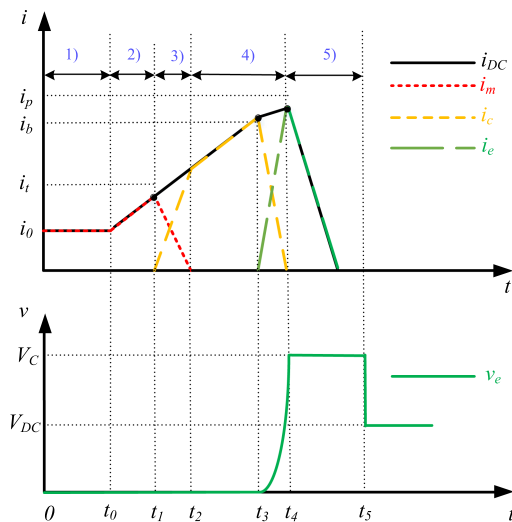 i
1) 2) 3) 4) 5)
i_p
i_b
i_t
i_0
i_DC
i_m
i_c
i_e
t
v
V_C
V_DC
v_e
0 t_0 t_1 t_2 t_3 t_4 t_5 t